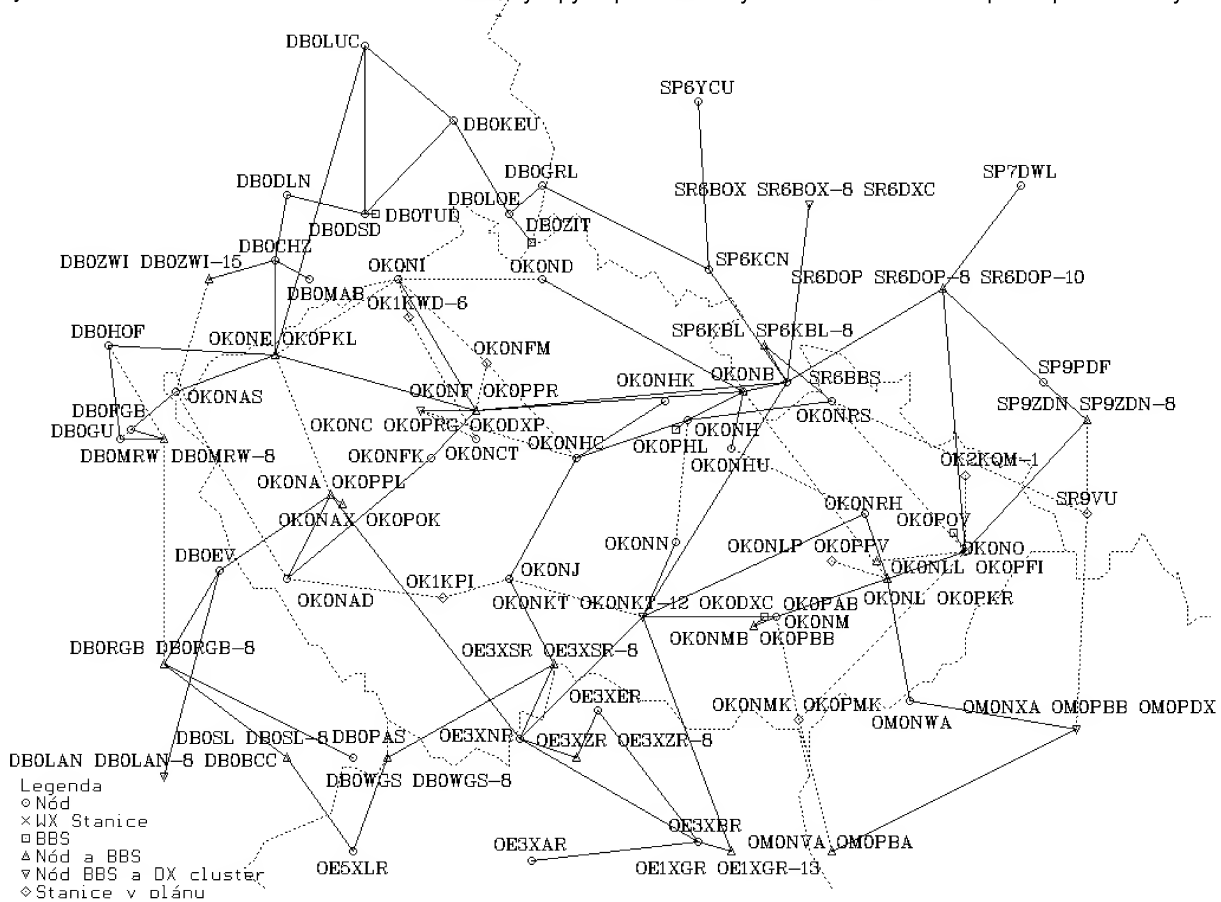 DB0LUC
SP6YCU
DB0KEU
DB0GRL
DB0DLN
SR6BOX SR6BOX-8 SR6DXC
SP7DWL
DB0LOE
DB0TUD
DB0DSD
DB0ZIT
DB0CHZ
DB0ZWI DB0ZWI-15
OK0NI
OK0ND
SP6KCN
SR6DOP SR6DOP-8 SR6DOP-10
DB0MAB
OK1KWD-6
DB0HOF
OK0NE OK0PKL
SP6KBL SP6KBL-8
OK0NFM
SP9PDF
OK0NB
SR6BBS
OK0NHK
OK0NAS
OK0NF OK0PPR
SP9ZDN SP9ZDN-8
DB0FGB
OK0NRS
OK0NC OK0PRG OK0DXP
DB0GU
OK0NH
OK0NHC
OK0PHL
OK0NCT
DB0MRW DB0MRW-8
OK0NFK
OK0NHU
OK2KQM-1
OK0NA OK0PPL
SR9VU
OK0NRH
OK0NAX OK0POK
OK0POV
OK0NN
OK0NLP OK0PPV
OK0NO
DB0EV
OK0NLL OK0PFI
OK0NJ
OK1KPI
OK0NAD
OK0NL OK0PKR
OK0NKT OK0NKT-12 OK0DXC
OK0PAB
OK0NM
OK0NMB OK0PBB
DB0RGB DB0RGB-8
OE3XSR OE3XSR-8
OE3XER
OK0NMK OK0PMK
OM0NXA OM0PBB OM0PDX
OM0NWA
DB0SL DB0SL-8
DB0PAS
OE3XNR
OE3XZR OE3XZR-8
DB0LAN DB0LAN-8 DB0BCC
DB0WGS DB0WGS-8
Legenda
Nód
WX Stanice
BBS
Nód a BBS
Nód BBS a DX cluster
Stanice v plánu
OE3XBR
OM0NVA OM0PBA
OE3XAR
OE5XLR
OE1XGR OE1XGR-13